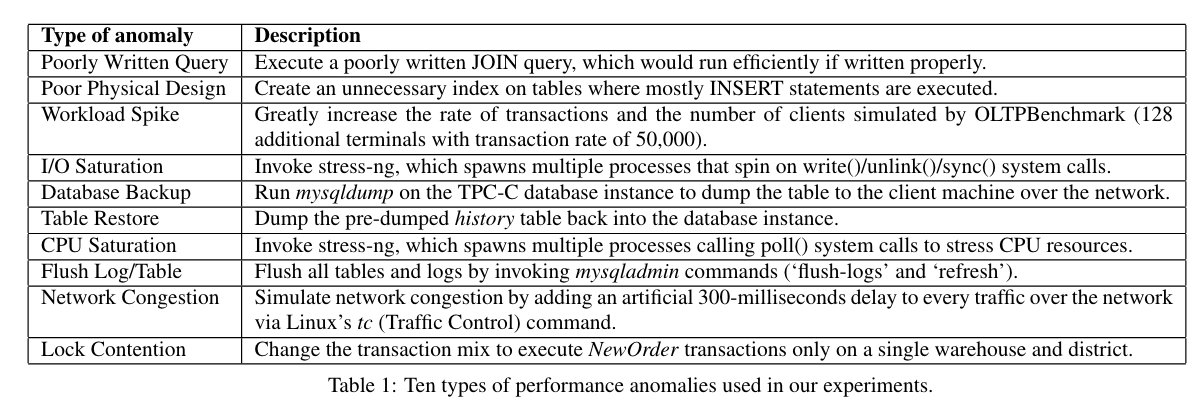 Type of anomaly Description
Poorly Written Query Execute a poorly written JOIN query, which would run efficiently if written properly.
Poor Physical Design Create an unnecessary index on tables where mostly INSERT statements are executed.
Workload Spike Greatly increase the rate of transactions and the number of clients simulated by OLTPBenchmark (128
additional terminals with transaction rate of 50,000).
I/O Saturation Invoke stress-ng, which spawns multiple processes that spin on write()/unlink()/sync() system calls.
Database Backup Run mysqldump on the TPC-C database instance to dump the table to the client machine over the network.
Table Restore Dump the pre-dumped history table back into the database instance.
CPU Saturation Invoke stress-ng, which spawns multiple processes calling poll() system calls to stress CPU resources.
Flush Log/Table Flush all tables and logs by invoking mysqladmin commands (‘flush-logs’ and ‘refresh’).
Network Congestion Simulate network congestion by adding an artificial 300-milliseconds delay to every traffic over the network
via Linux’s tc (Traffic Control) command.
Lock Contention Change the transaction mix to execute NewOrder transactions only on a single warehouse and district.
Table 1: Ten types of performance anomalies used in our experiments.